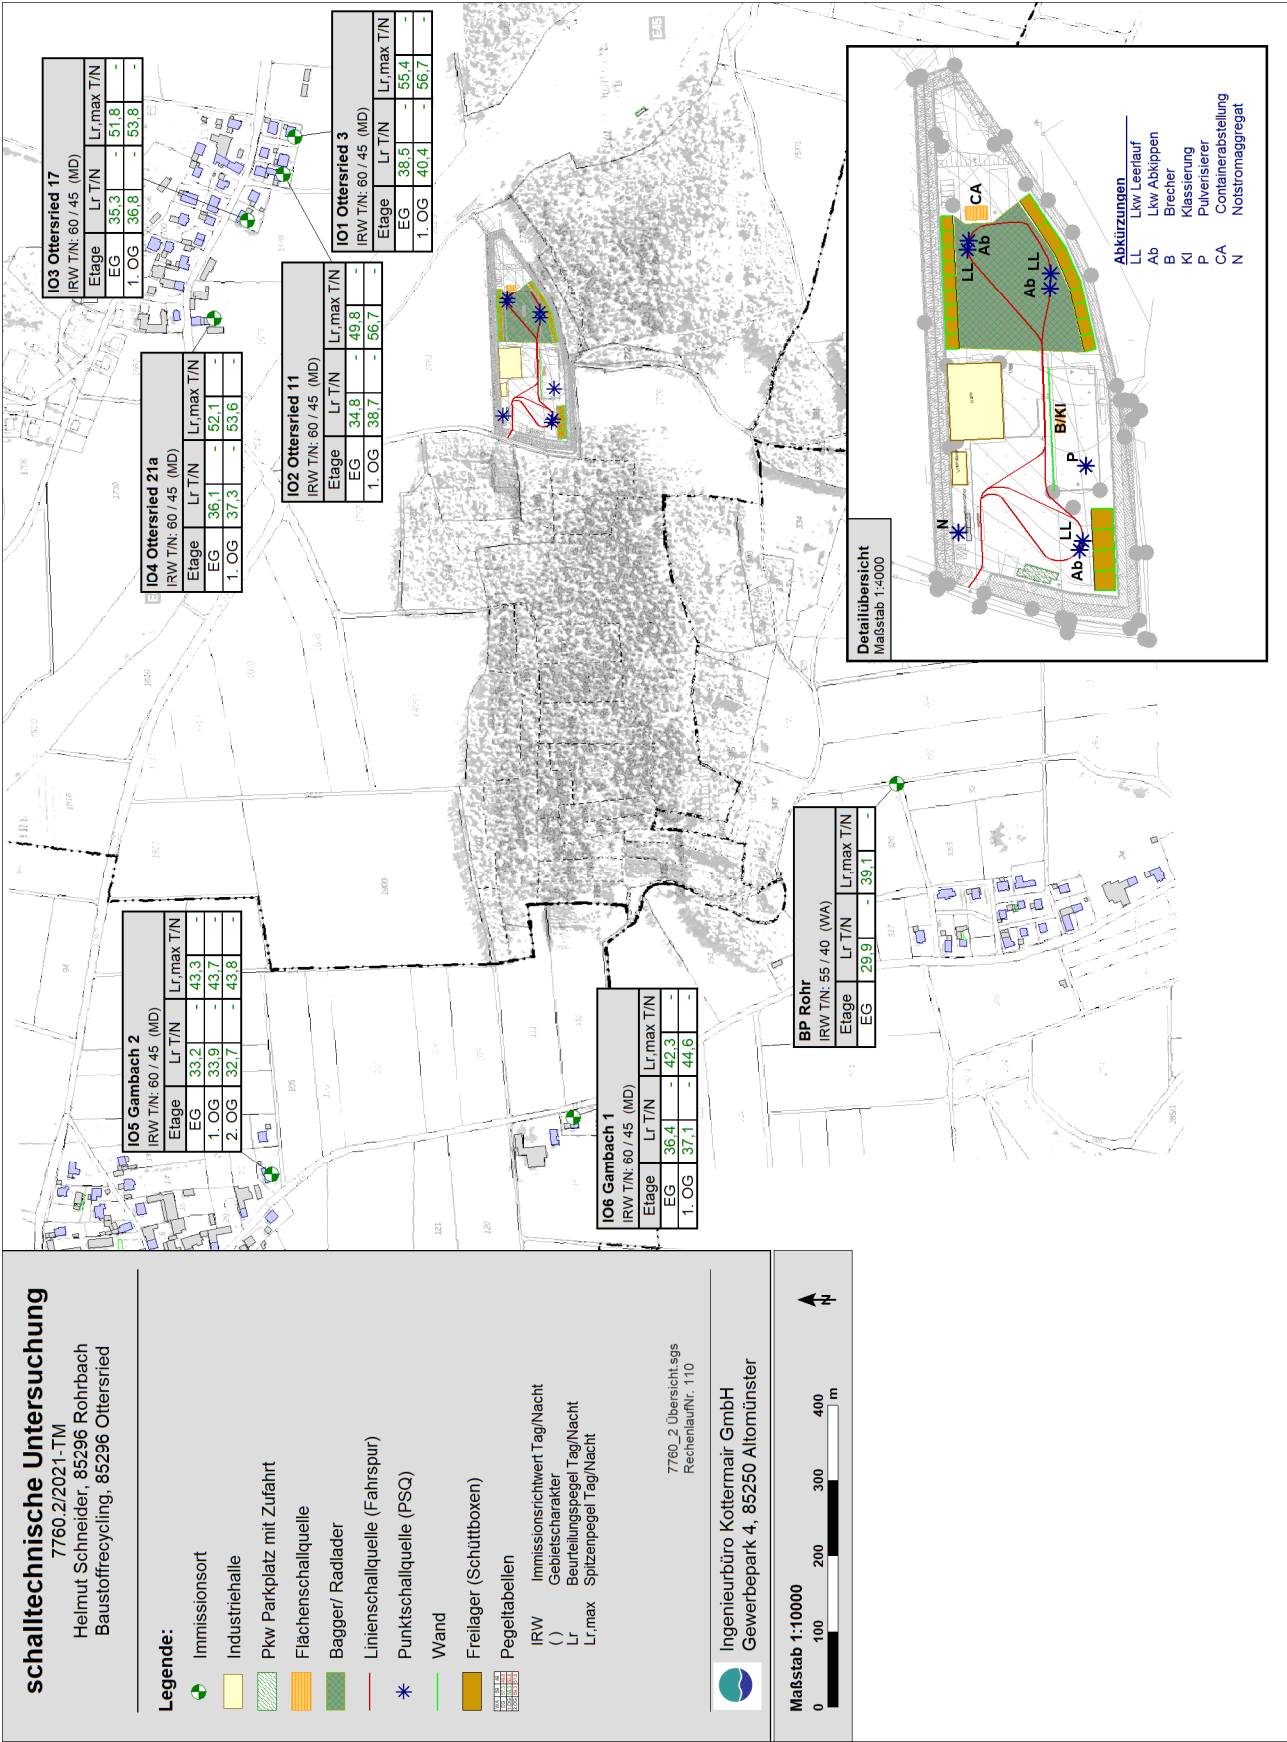 schalltechnische Untersuchung
7760.2/2021-TM
Helmut Schneider, 85296 Rohrbach
Baustoffrecycling, 85296 Ottersried
Legende:
Immissionsort
Industriehalle
Pkw Parkplatz mit Zufahrt
Flächenschallquelle
Bagger/ Radlader
Linienschallquelle (Fahrspur)
Punktschallquelle (PSQ)
Wand
Freilager (Schüttboxen)
Pegeltabellen
IRW Immissionsrichtwert Tag/Nacht
( ) Gebietscharakter
Lr Beurteilungspegel Tag/Nacht
Lr,max Spitzenpegel Tag/Nacht
7760_2 Übersicht.sgs
RechenlaufNr. 110
Ingenieurbüro Kottermair GmbH
Gewerbepark 4, 85250 Altomünster
Maßstab 1:10000
0 100 200 300 400
m
N
IO5 Gambach 2
IRW T/N: 60 / 45 (MD)
Etage Lr T/N Lr,max T/N
EG 33,2 - 43,3 -
1. OG 33,9 - 43,7 -
2. OG 32,7 - 43,8 -
IO4 Ottersried 21a
IRW T/N: 60 / 45 (MD)
Etage Lr T/N Lr,max T/N
EG 36,1 - 52,1 -
1. OG 37,3 - 53,6 -
IO3 Ottersried 17
IRW T/N: 60 / 45 (MD)
Etage Lr T/N Lr,max T/N
EG 35,3 - 51,8 -
1. OG 36,8 - 53,8 -
IO2 Ottersried 11
IRW T/N: 60 / 45 (MD)
Etage Lr T/N Lr,max T/N
EG 34,8 - 49,8 -
1. OG 38,7 - 56,7 -
IO1 Ottersried 3
IRW T/N: 60 / 45 (MD)
Etage Lr T/N Lr,max T/N
EG 38,5 - 55,4 -
1. OG 40,4 - 56,7 -
IO6 Gambach 1
IRW T/N: 60 / 45 (MD)
Etage Lr T/N Lr,max T/N
EG 36,4 - 42,3 -
1. OG 37,1 - 44,6 -
BP Rohr
IRW T/N: 55 / 40 (WA)
Etage Lr T/N Lr,max T/N
EG 29,9 - 39,1 -
Detailübersicht
Maßstab 1:4000
N
Ab
LL
P
B/Kl
LL
Ab
CA
Ab
LL
Abkürzungen
LL Lkw Leerlauf
Ab Lkw Abkippen
B Brecher
Kl Klassierung
P Pulverisierer
CA Containerabstellung
N Notstromaggregat